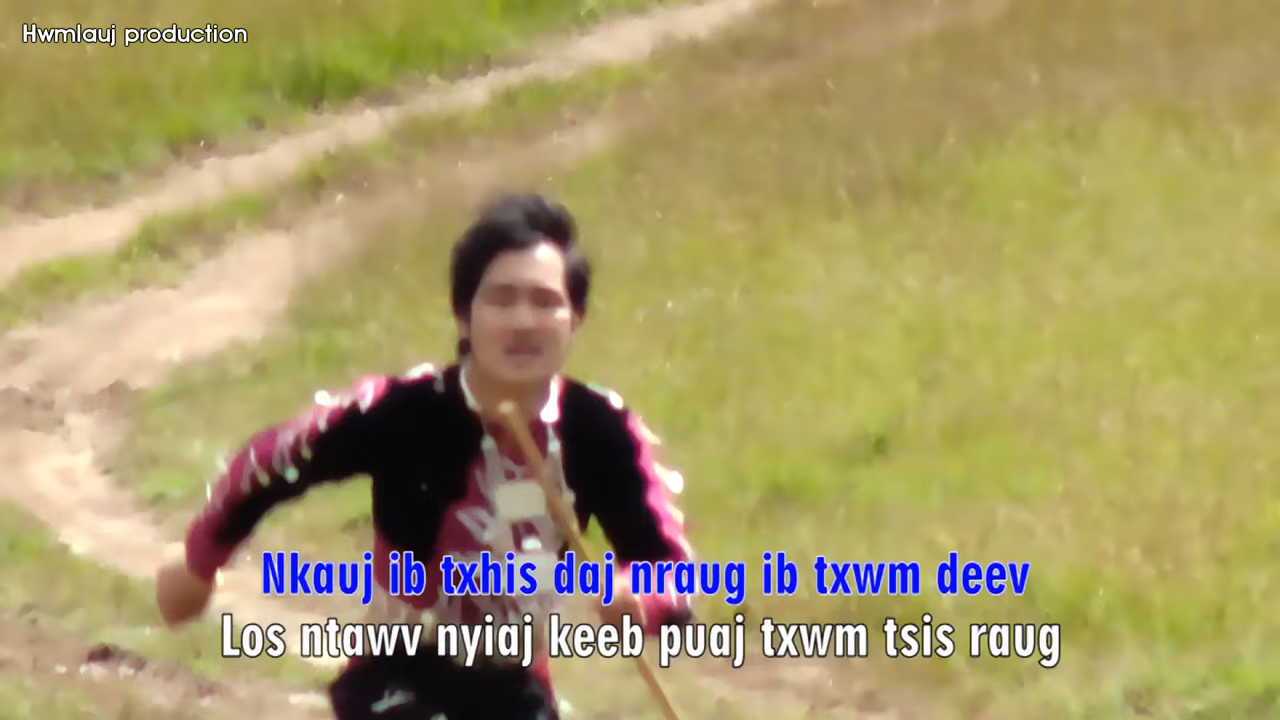 Hwmlauj production
Nkauj ib txhis daj nraug ib txwm deev
Los ntawv nyiaj keeb puaj txwm tsis raug